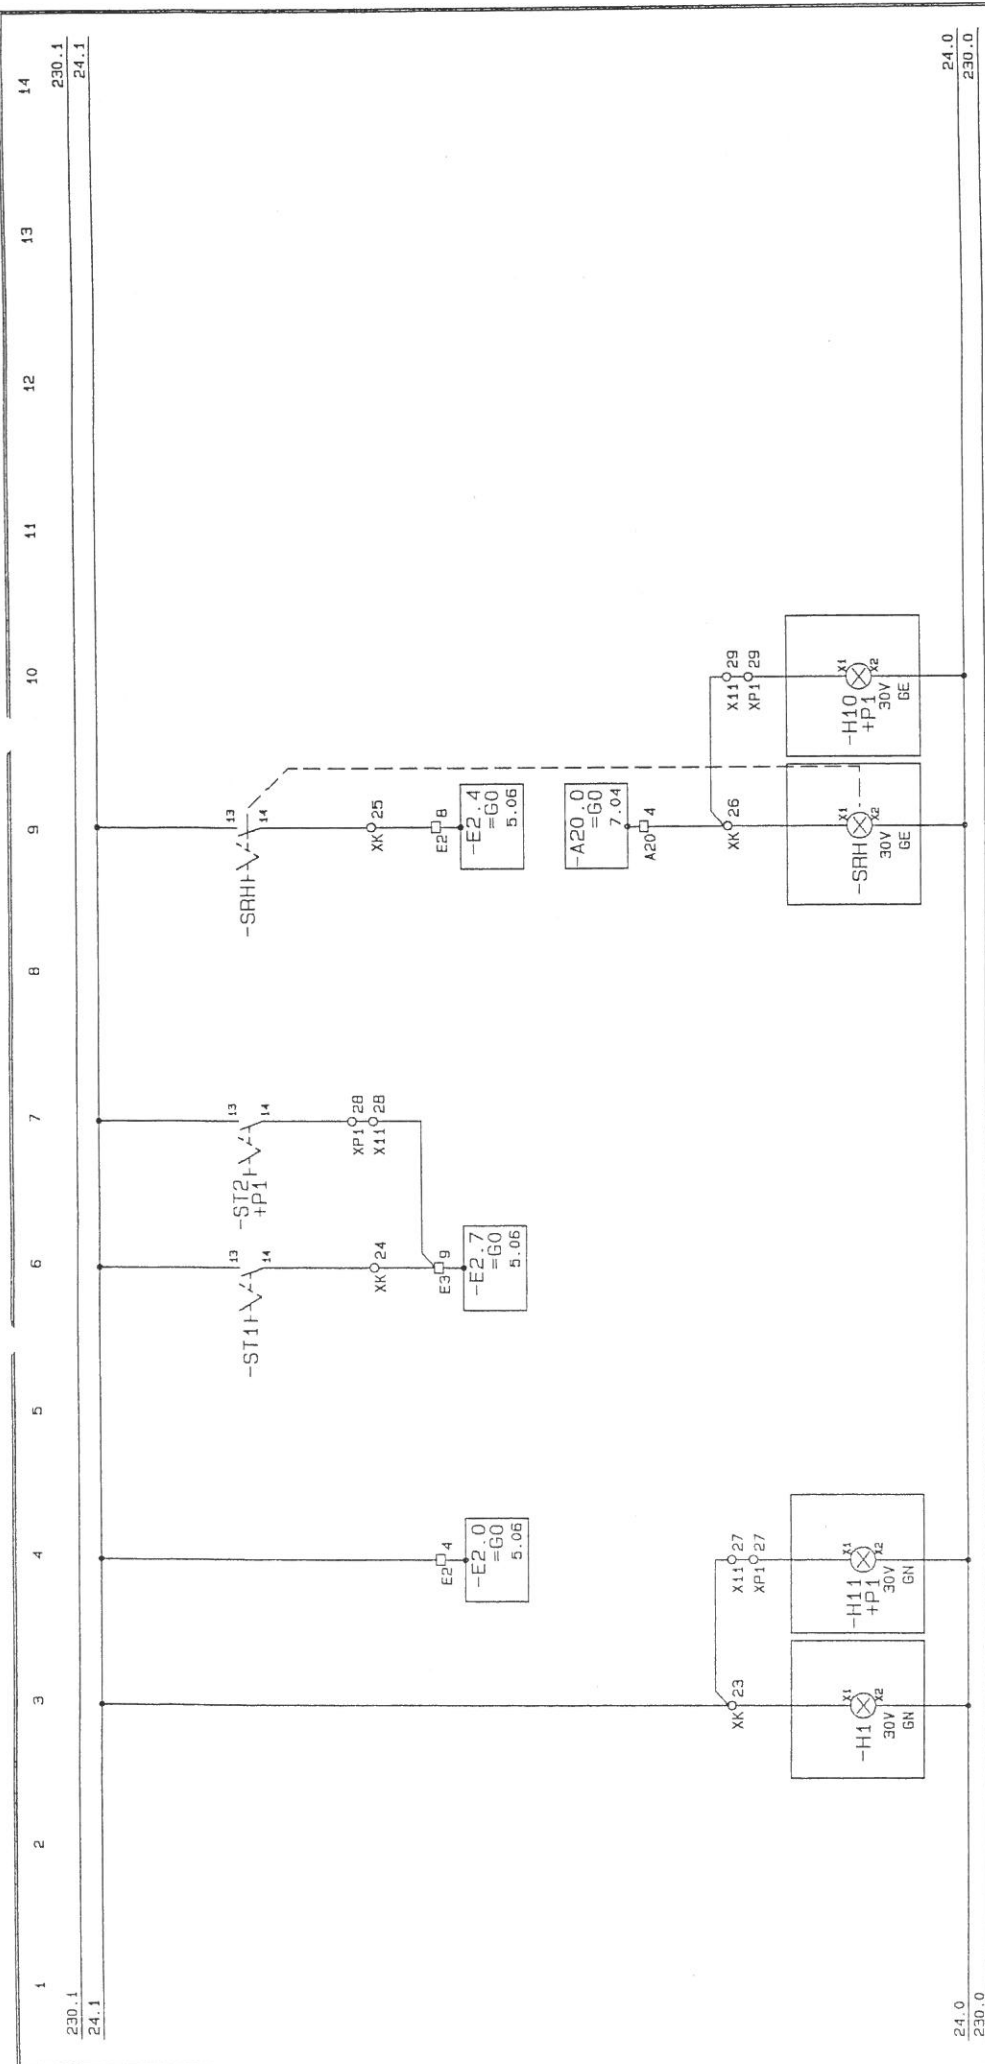 1 2 3 4 5 6 7 8 9 10 11 12 13 14
230.1 230.1
24.1 24.1
XK 23
-H1
X1
X2
30V
GN
E2 4
-E2.0
=G0
5.06
X11 27
XP1 27
-H11
+P1
X1
X2
30V
GN
-ST1
13
14
XK 24
E3 9
-E2.7
=G0
5.06
-ST2
+P1
13
14
XP1 28
X11 28
-SRH
13
14
XK 25
E2 8
-E2.4
=G0
5.06
-A20.0
=G0
7.04
A20 4
XK 26
-SRH
X1
X2
30V
GE
X11 29
XP1 29
-H10
+P1
X1
X2
30V
GE
24.0 24.0
230.0 230.0